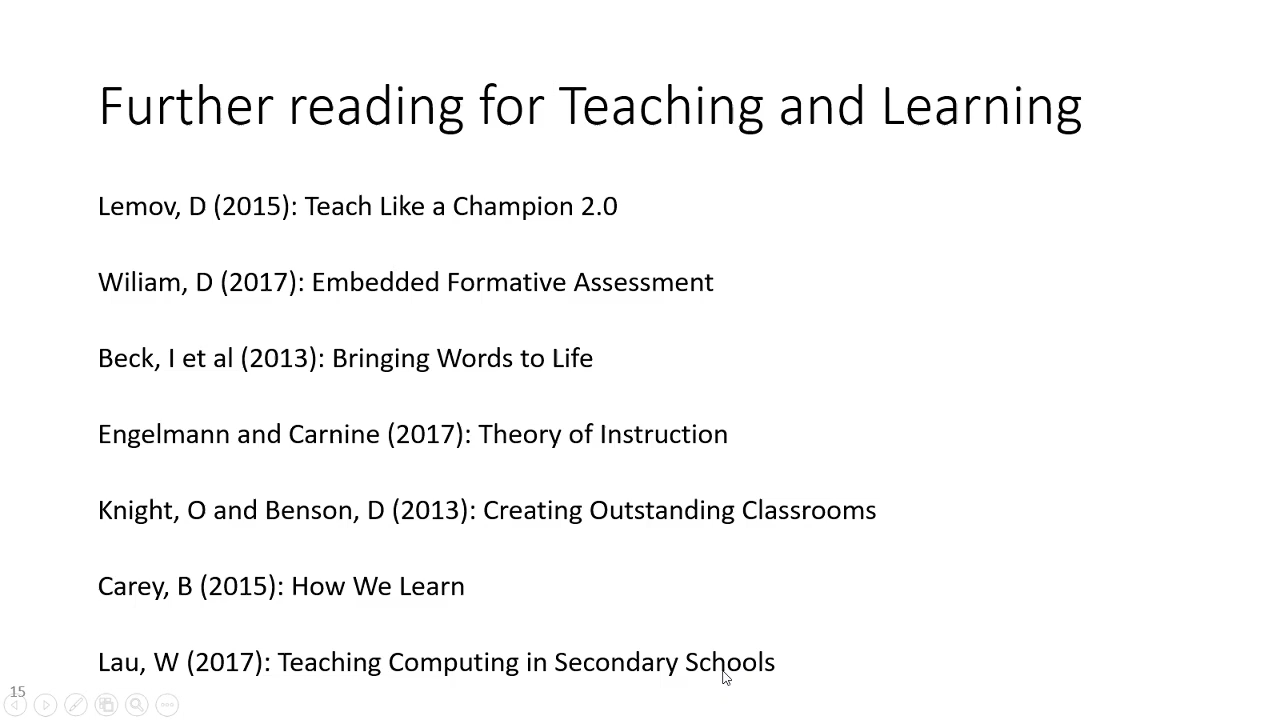 Further reading for Teaching and Learning
Lemov, D (2015): Teach Like a Champion 2.0
Wiliam, D (2017): Embedded Formative Assessment
Beck, I et al (2013): Bringing Words to Life
Engelmann and Carnine (2017): Theory of Instruction
Knight, O and Benson, D (2013): Creating Outstanding Classrooms
Carey, B (2015): How We Learn
Lau, W (2017): Teaching Computing in Secondary Schools
15